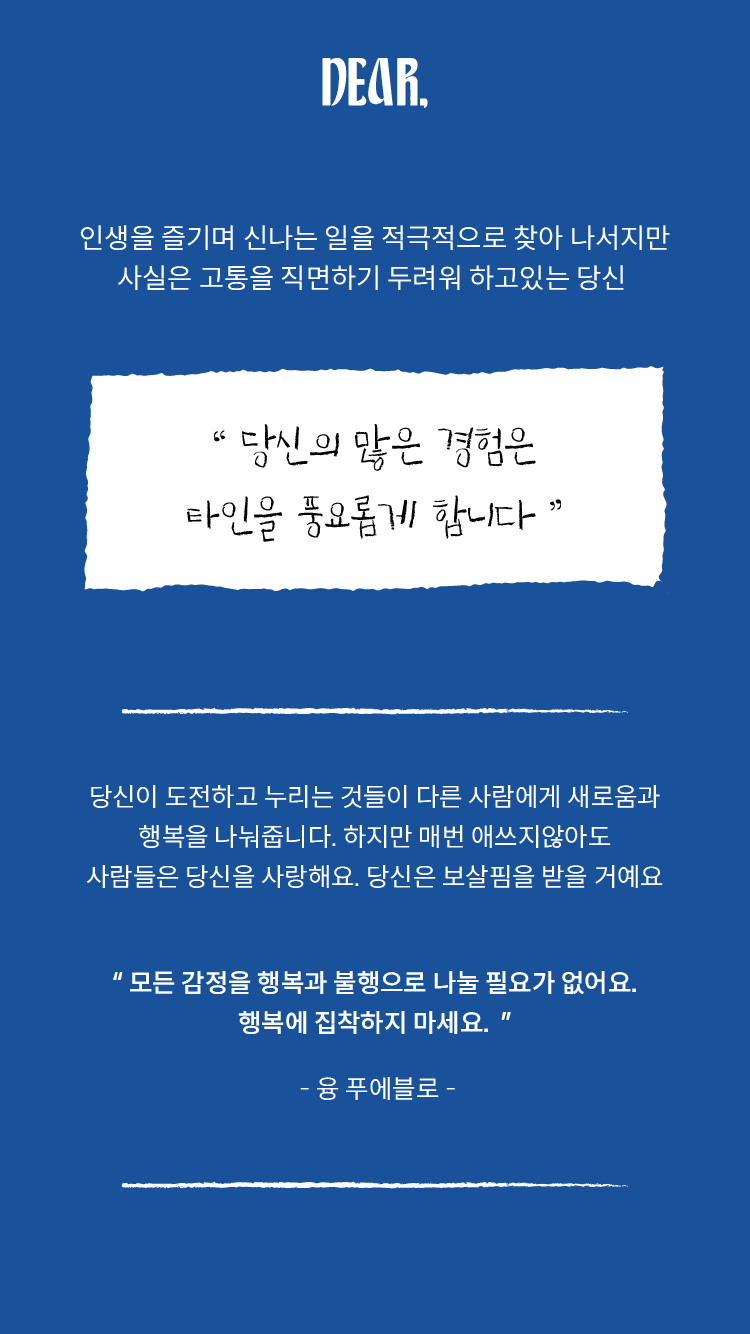 DEAR,
인생을 즐기며 신나는 일을 적극적으로 찾아 나서지만
사실은 고통을 직면하기 두려워 하고있는 당신
“ 당신의 많은 경험은
타인을 풍요롭게 합니다 ”
당신이 도전하고 누리는 것들이 다른 사람에게 새로움과
행복을 나눠줍니다. 하지만 매번 애쓰지않아도
사람들은 당신을 사랑해요. 당신은 보살핌을 받을 거예요
“ 모든 감정을 행복과 불행으로 나눌 필요가 없어요.
행복에 집착하지 마세요. ”
- 융 푸에블로 -